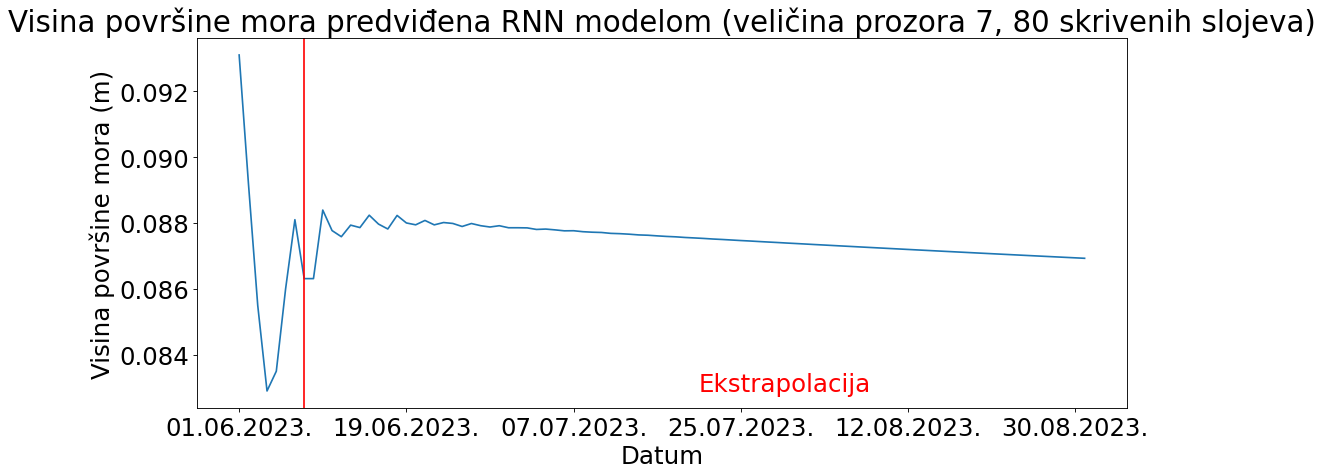 Visina površine mora predviđena RNN modelom (veličina prozora 7, 80 skrivenih slojeva)
Visina površine mora (m)
0.092
0.090
0.088
0.086
0.084
Ekstrapolacija
01.06.2023. 19.06.2023. 07.07.2023. 25.07.2023. 12.08.2023. 30.08.2023.
Datum